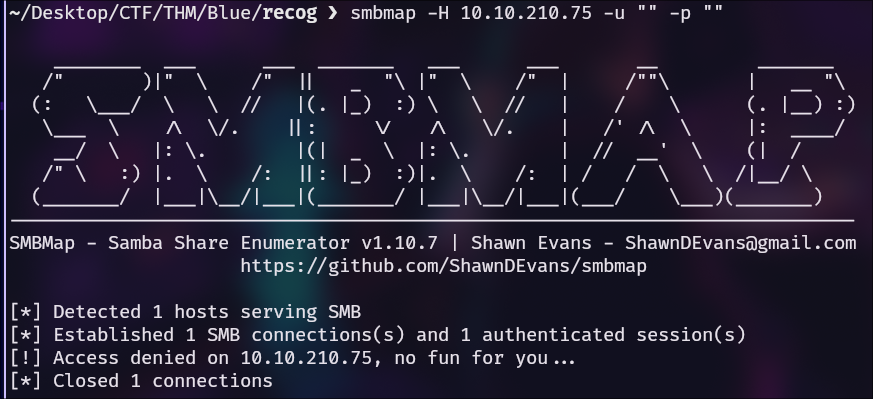 ~/Desktop/CTF/THM/Blue/recog ❯ smbmap -H 10.10.210.75 -u "" -p ""
SMBMAP
SMBMap - Samba Share Enumerator v1.10.7 | Shawn Evans - ShawnDEvans@gmail.com
https://github.com/ShawnDEvans/smbmap
[*] Detected 1 hosts serving SMB
[*] Established 1 SMB connections(s) and 1 authenticated session(s)
[!] Access denied on 10.10.210.75, no fun for you...
[*] Closed 1 connections